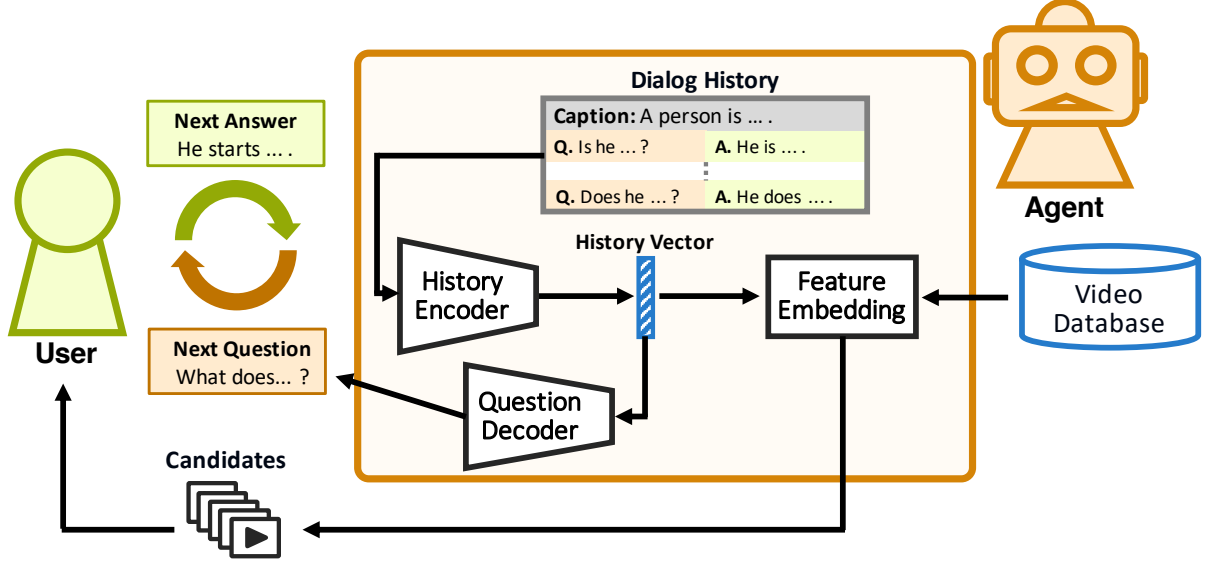 Dialog History
Caption: A person is ... .
Q. Is he ... ? A. He is ... .
Q. Does he ... ? A. He does ... .
Next Answer
He starts ... .
Agent
History Vector
History
Encoder
Feature
Embedding
Video
Database
User
Next Question
What does... ?
Question
Decoder
Candidates